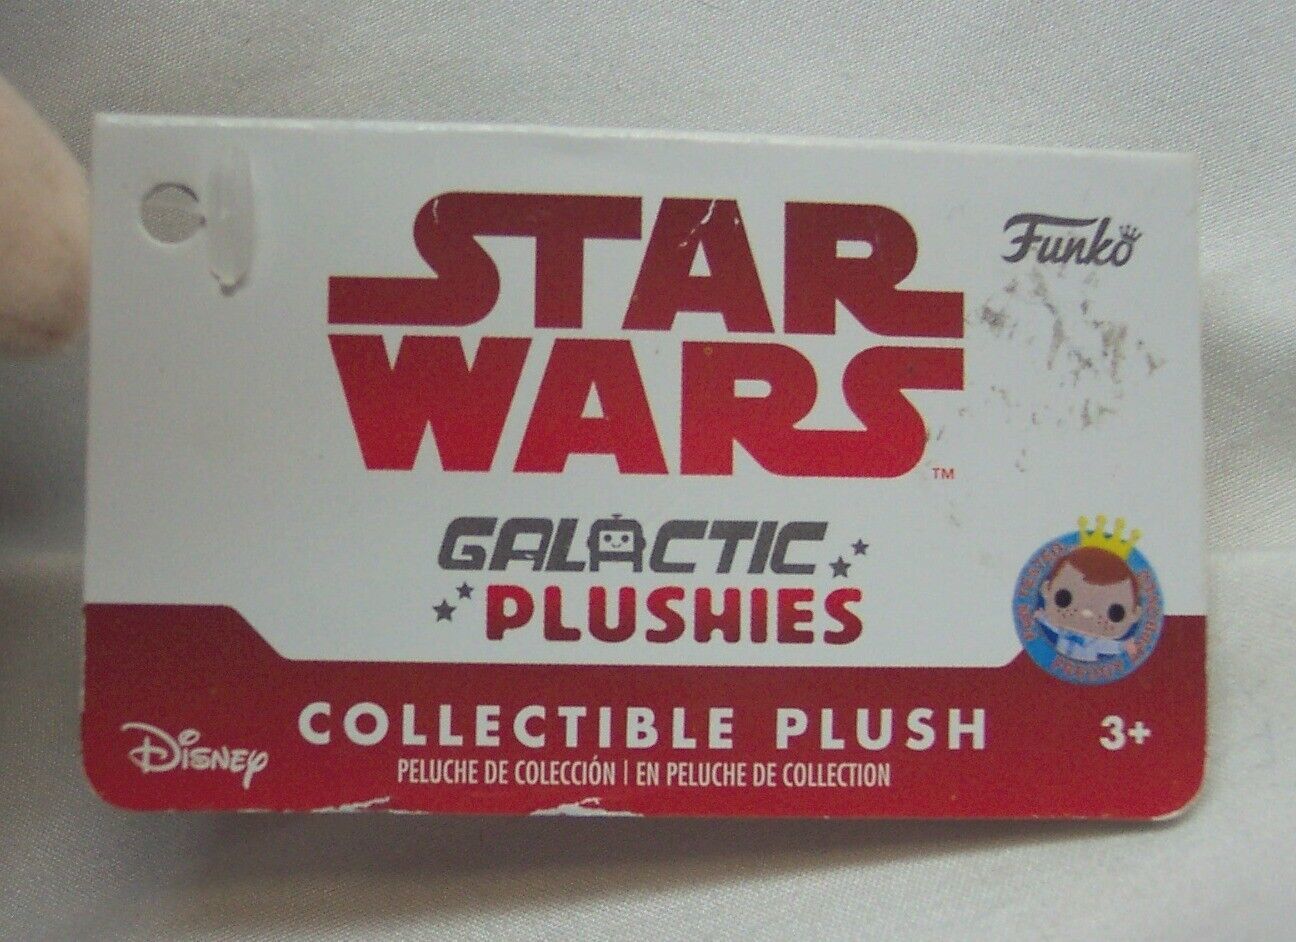 STAR
WARS
TM
Funko
GALACTIC
PLUSHIES
Disney
COLLECTIBLE PLUSH
PELUCHE DE COLECCIÓN | EN PELUCHE DE COLLECTION
3+